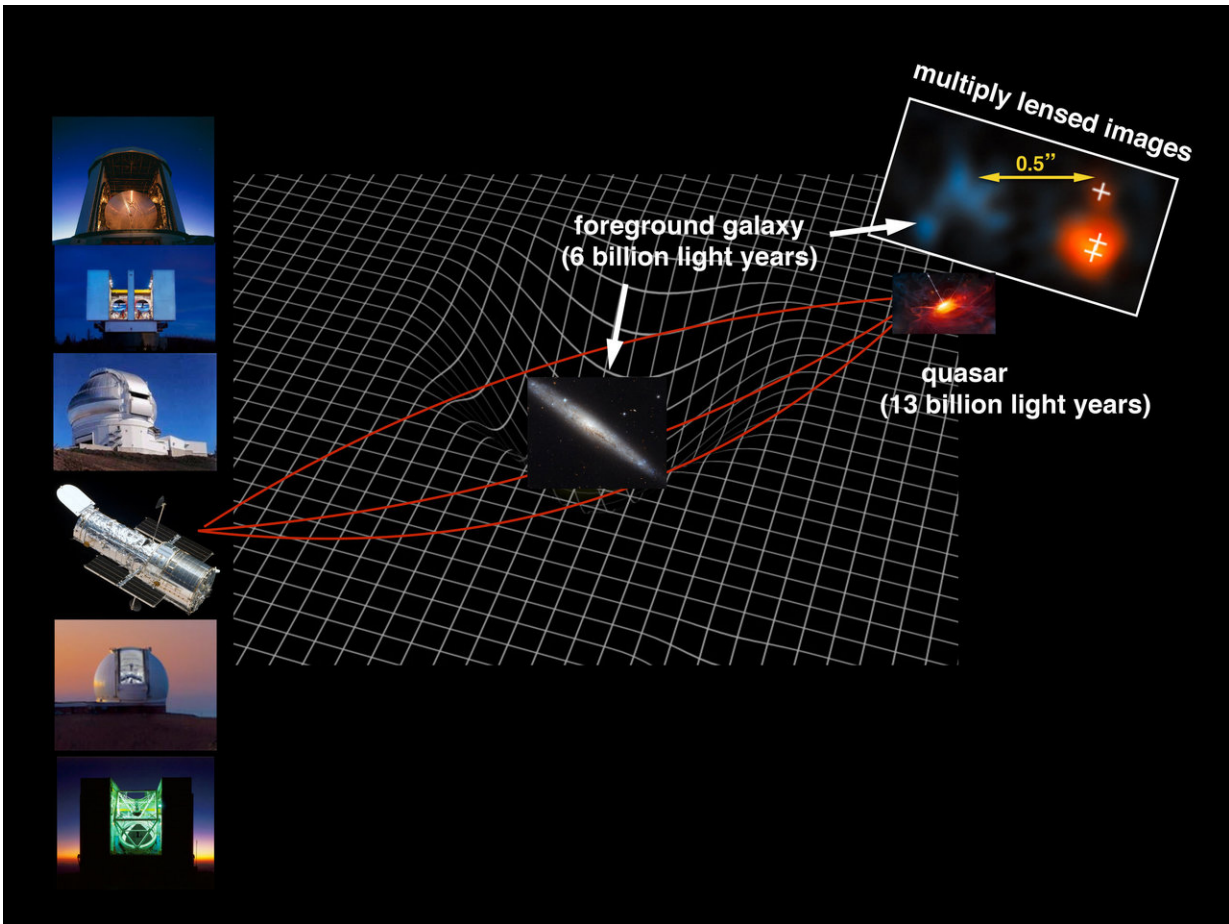 multiply lensed images
0.5”
foreground galaxy
(6 billion light years)
quasar
(13 billion light years)